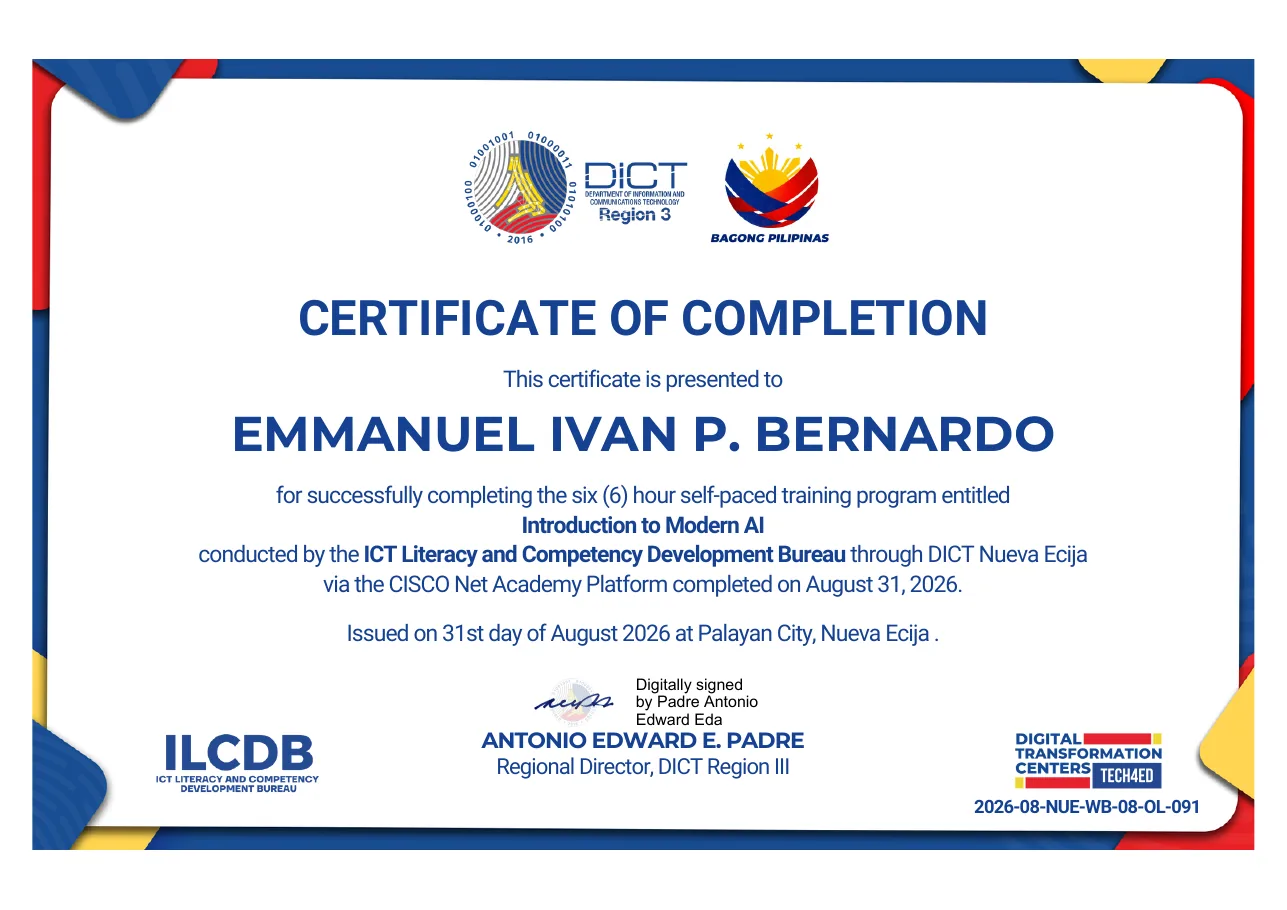 01001001 01000011 01010100 01000100
• 2016 •
DICT
DEPARTMENT OF INFORMATION AND
COMMUNICATIONS TECHNOLOGY
Region 3
BAGONG PILIPINAS
CERTIFICATE OF COMPLETION
This certificate is presented to
EMMANUEL IVAN P. BERNARDO
for successfully completing the six (6) hour self-paced training program entitled
Introduction to Modern AI
conducted by the ICT Literacy and Competency Development Bureau through DICT Nueva Ecija
via the CISCO Net Academy Platform completed on August 31, 2026.
Issued on 31st day of August 2026 at Palayan City, Nueva Ecija .
Digitally signed
by Padre Antonio
Edward Eda
ANTONIO EDWARD E. PADRE
Regional Director, DICT Region III
ILCDB
ICT LITERACY AND COMPETENCY
DEVELOPMENT BUREAU
DIGITAL
TRANSFORMATION
CENTERS
TECH4ED
2026-08-NUE-WB-08-OL-091